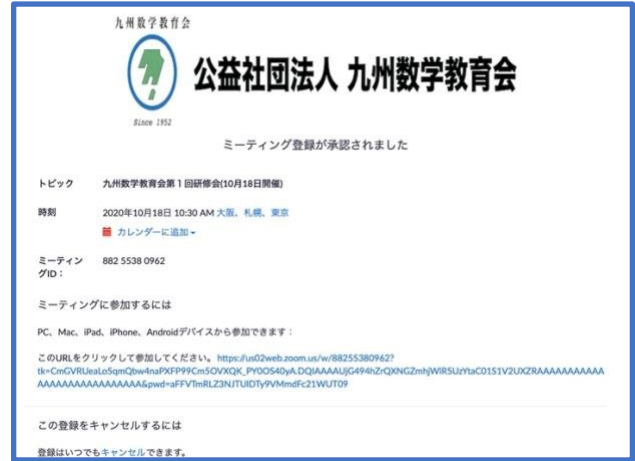 九州数学教育会
Since 1952
公益社団法人 九州数学教育会
ミーティング登録が承認されました
トピック 九州数学教育会第1回研修会(10月18日開催)
時刻 2020年10月18日 10:30 AM 大阪、札幌、東京
カレンダーに追加
ミーティングID: 882 5538 0962
ミーティングに参加するには
PC、Mac、iPad、iPhone、Androidデバイスから参加できます:
このURLをクリックして参加してください。https://us02web.zoom.us/w/88255380962?
この登録をキャンセルするには
登録はいつでもキャンセルできます。